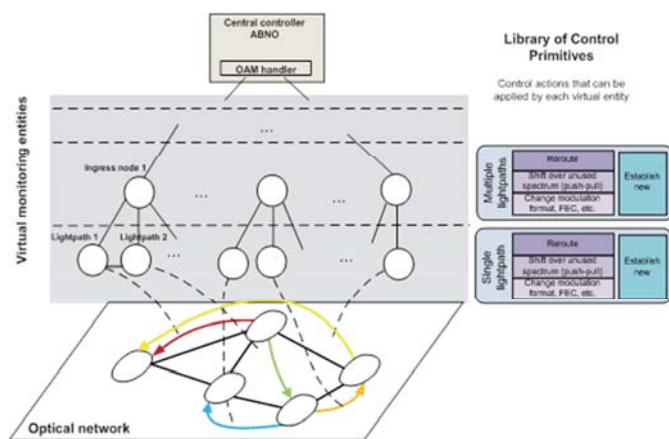 Central controller
ABNO
OAM handler
Library of Control
Primitives
Control actions that can be
applied by each virtual entity
Virtual monitoring entities
...
Ingress node 1
...
...
Lightpath 1
Lightpath 2
...
...
Multiple
lightpaths
Reroute
Shift over unused
spectrum (push-pull)
Change modulation
format, FEC, etc.
Establish
new
Single
lightpath
Reroute
Shift over unused
spectrum (push-pull)
Change modulation
format, FEC, etc.
Establish
new
Optical network